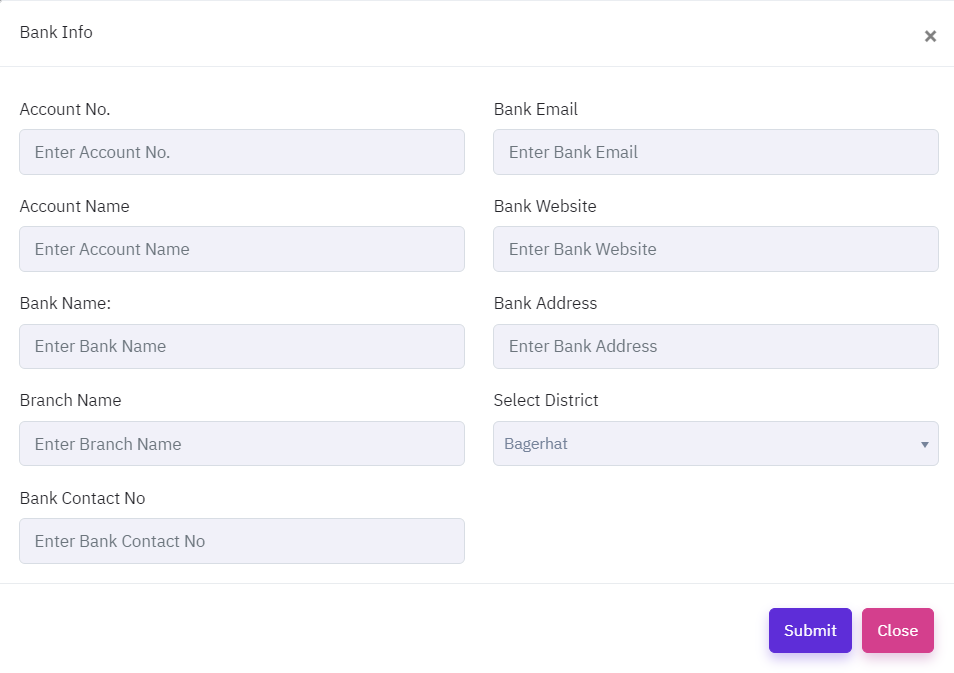 Bank Info
×
Account No.
Enter Account No.
Account Name
Enter Account Name
Bank Name:
Enter Bank Name
Branch Name
Enter Branch Name
Bank Contact No
Enter Bank Contact No
Bank Email
Enter Bank Email
Bank Website
Enter Bank Website
Bank Address
Enter Bank Address
Select District
Bagerhat
Submit
Close